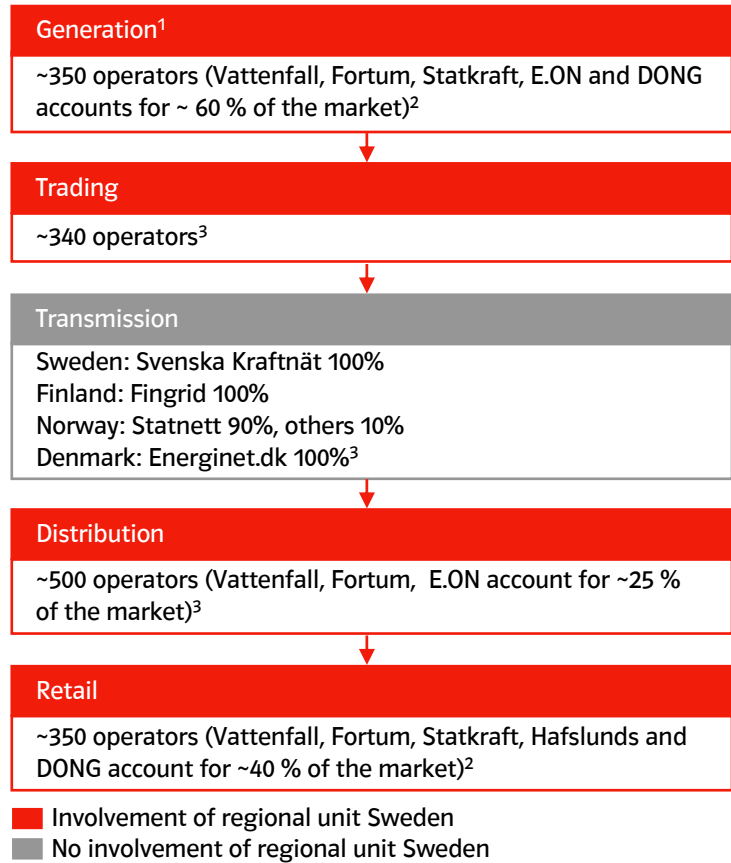 Generation¹
~350 operators (Vattenfall, Fortum, Statkraft, E.ON and DONG
accounts for ~ 60 % of the market)²
Trading
~340 operators³
Transmission
Sweden: Svenska Kraftnät 100%
Finland: Fingrid 100%
Norway: Statnett 90%, others 10%
Denmark: Energinet.dk 100%³
Distribution
~500 operators (Vattenfall, Fortum,  E.ON account for ~25 %
of the market)³
Retail
~350 operators (Vattenfall, Fortum, Statkraft, Hafslunds and
DONG account for ~40 % of the market)²
Involvement of regional unit Sweden
No involvement of regional unit Sweden